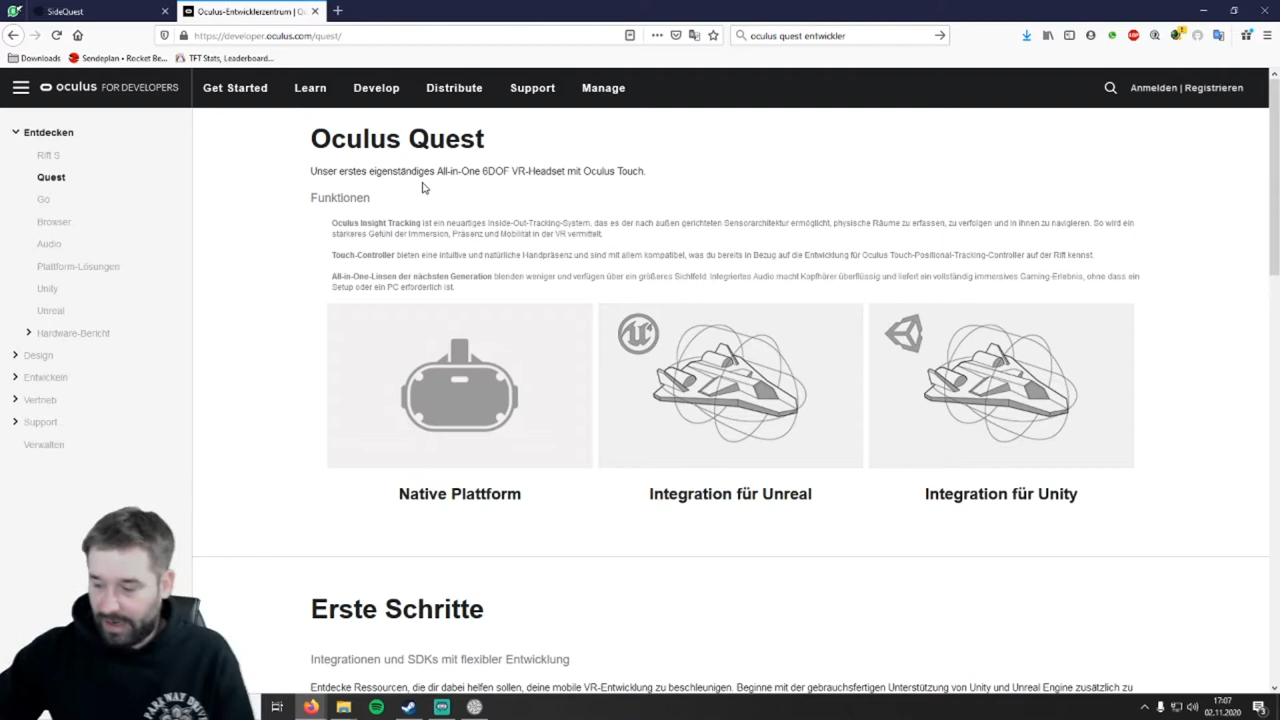 SideQuest
Oculus-Entwicklerzentrum | Oc
https://developer.oculus.com/quest/
oculus quest entwickler
Downloads
Sendeplan • Rocket Be...
TFT Stats, Leaderboard...
oculus FOR DEVELOPERS
Get Started
Learn
Develop
Distribute
Support
Manage
Anmelden | Registrieren
Entdecken
Rift S
Quest
Go
Browser
Audio
Plattform-Lösungen
Unity
Unreal
Hardware-Bericht
Design
Entwickeln
Vertrieb
Support
Verwalten
Oculus Quest
Unser erstes eigenständiges All-in-One 6DOF VR-Headset mit Oculus Touch.
Funktionen
Oculus Insight Tracking ist ein neuartiges Inside-Out-Tracking-System, das es der nach außen gerichteten Sensorarchitektur ermöglicht, physische Räume zu erfassen, zu verfolgen und in ihnen zu navigieren. So wird ein
stärkeres Gefühl der Immersion, Präsenz und Mobilität in der VR vermittelt.
Touch-Controller bieten eine intuitive und natürliche Handpräsenz und sind mit allem kompatibel, was du bereits in Bezug auf die Entwicklung für Oculus Touch-Positional-Tracking-Controller auf der Rift kennst.
All-in-One-Linsen der nächsten Generation blenden weniger und verfügen über ein größeres Sichtfeld. Integriertes Audio macht Kopfhörer überflüssig und liefert ein vollständig immersives Gaming-Erlebnis, ohne dass ein
Setup oder ein PC erforderlich ist.
Native Plattform
Integration für Unreal
Integration für Unity
Erste Schritte
Integrationen und SDKs mit flexibler Entwicklung
Entdecke Ressourcen, die dir dabei helfen sollen, deine mobile VR-Entwicklung zu beschleunigen. Beginne mit der gebrauchsfertigen Unterstützung von Unity und Unreal Engine zusätzlich zu
PARKWAY DRIVE
17:07
02.11.2020
3